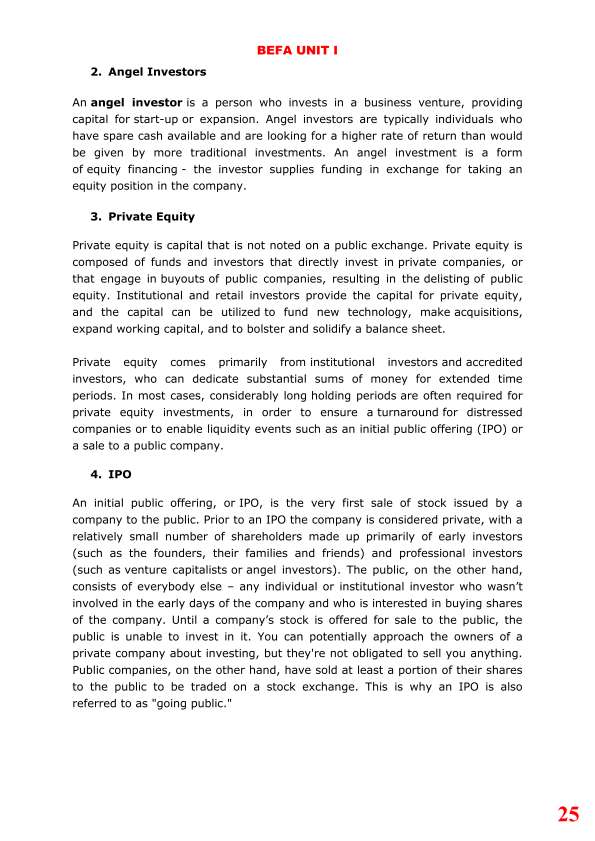 BEFA UNIT I
2. Angel Investors
An angel investor is a person who invests in a business venture, providing
capital for start-up or expansion. Angel investors are typically individuals who
have spare cash available and are looking for a higher rate of return than would
be given by more traditional investments. An angel investment is a form
of equity financing - the investor supplies funding in exchange for taking an
equity position in the company.
3. Private Equity
Private equity is capital that is not noted on a public exchange. Private equity is
composed of funds and investors that directly invest in private companies, or
that engage in buyouts of public companies, resulting in the delisting of public
equity. Institutional and retail investors provide the capital for private equity,
and the capital can be utilized to fund new technology, make acquisitions,
expand working capital, and to bolster and solidify a balance sheet.
Private equity comes primarily from institutional investors and accredited
investors, who can dedicate substantial sums of money for extended time
periods. In most cases, considerably long holding periods are often required for
private equity investments, in order to ensure a turnaround for distressed
companies or to enable liquidity events such as an initial public offering (IPO) or
a sale to a public company.
4. IPO
An initial public offering, or IPO, is the very first sale of stock issued by a
company to the public. Prior to an IPO the company is considered private, with a
relatively small number of shareholders made up primarily of early investors
(such as the founders, their families and friends) and professional investors
(such as venture capitalists or angel investors). The public, on the other hand,
consists of everybody else – any individual or institutional investor who wasn’t
involved in the early days of the company and who is interested in buying shares
of the company. Until a company’s stock is offered for sale to the public, the
public is unable to invest in it. You can potentially approach the owners of a
private company about investing, but they're not obligated to sell you anything.
Public companies, on the other hand, have sold at least a portion of their shares
to the public to be traded on a stock exchange. This is why an IPO is also
referred to as "going public."
25